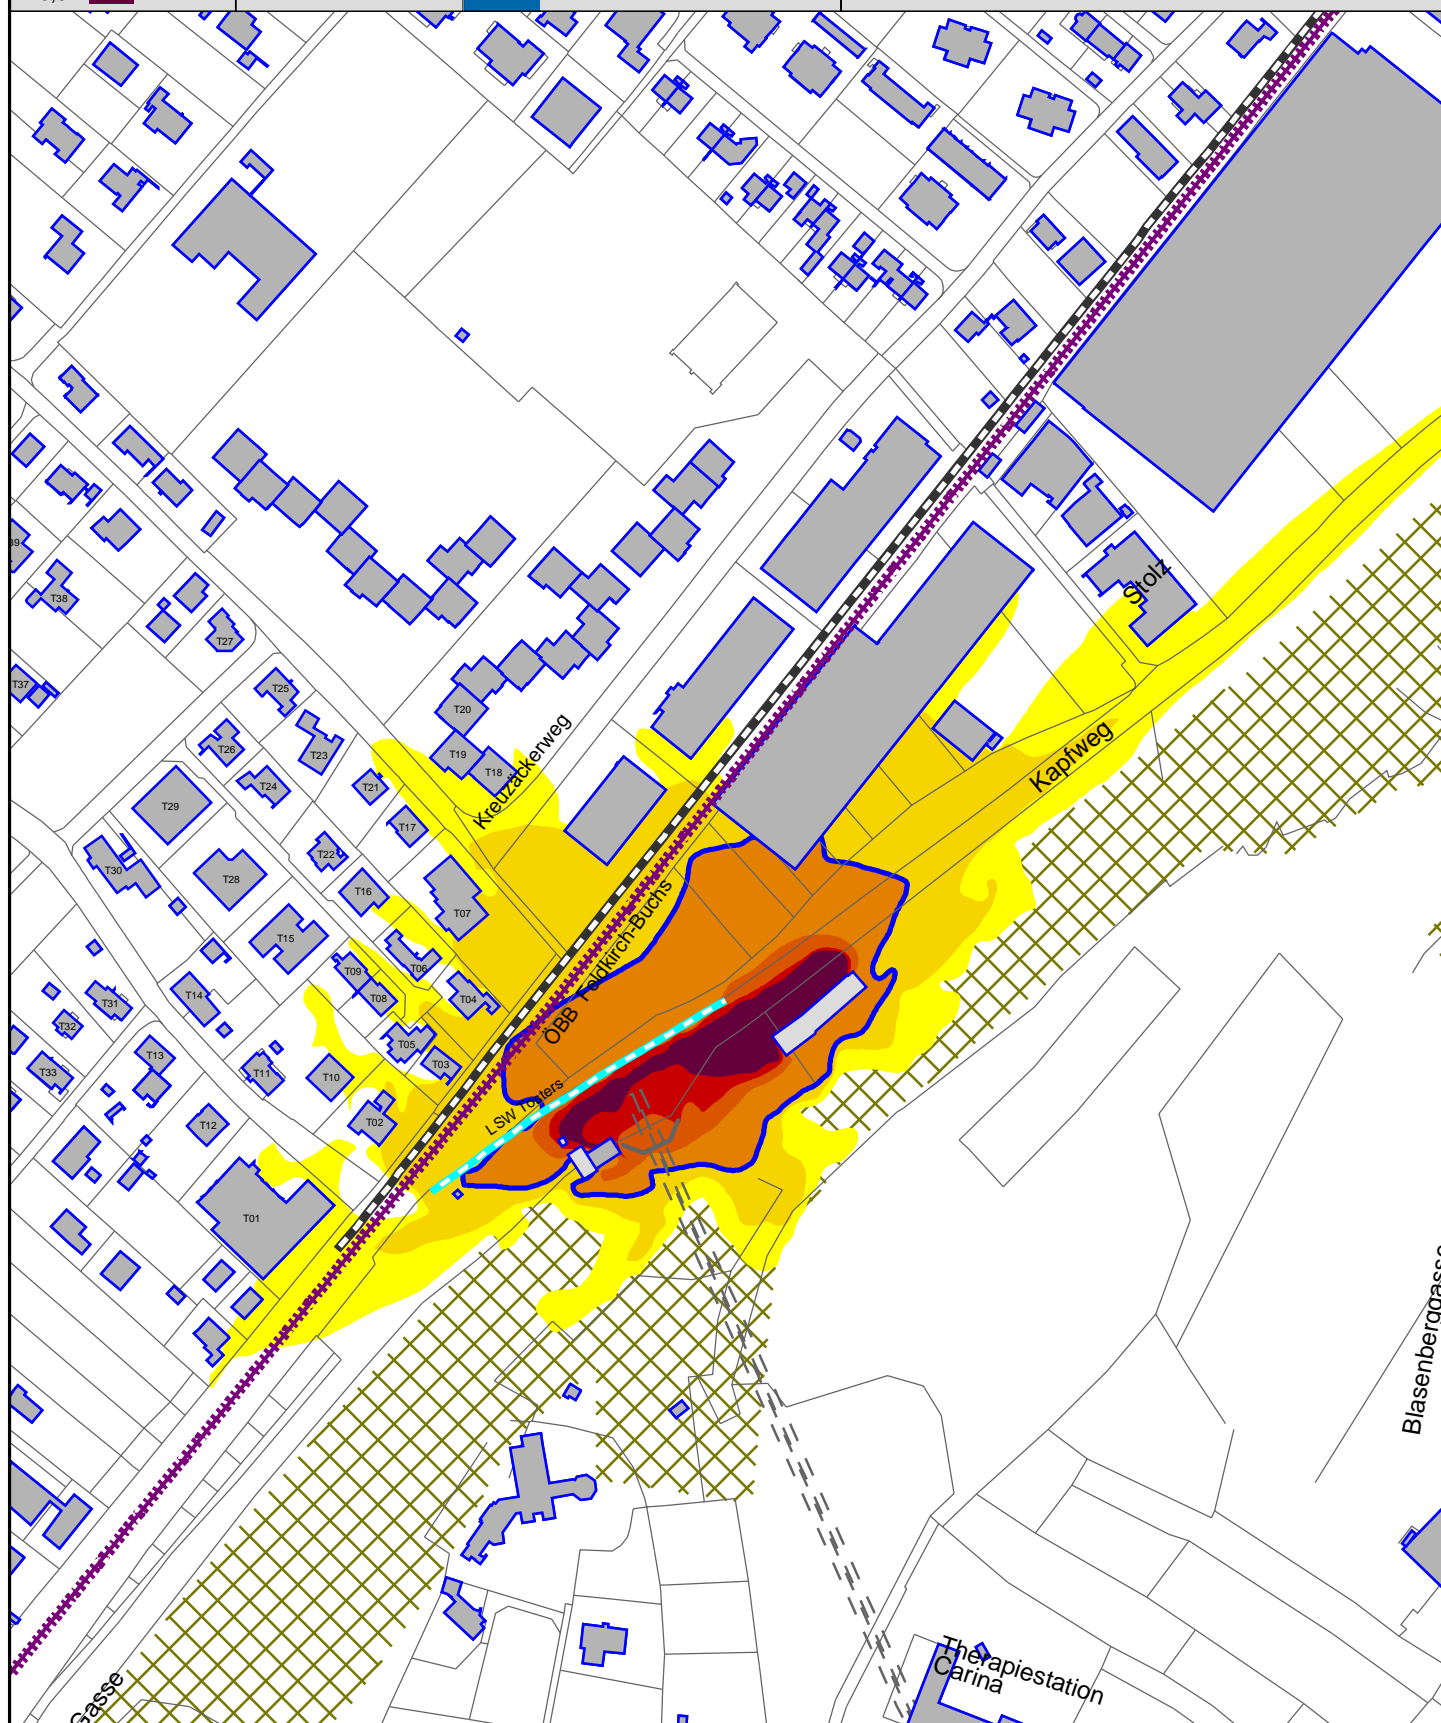 T38
T27
T37
T25
T20
T26
T23
T19
T18
Kreuzäckerweg
T24
T21
T29
T17
T22
T30
T28
T16
T07
T15
T06
T09
T08
T04
T14
T31
T32
T05
T03
T13
T33
T11
T10
T02
T12
T01
Stolz
Kapfweg
ÖBB Feldkirch-Buchs
LSW Tosters
Blasenberggasse
Therapiestation
Carina
Gasse